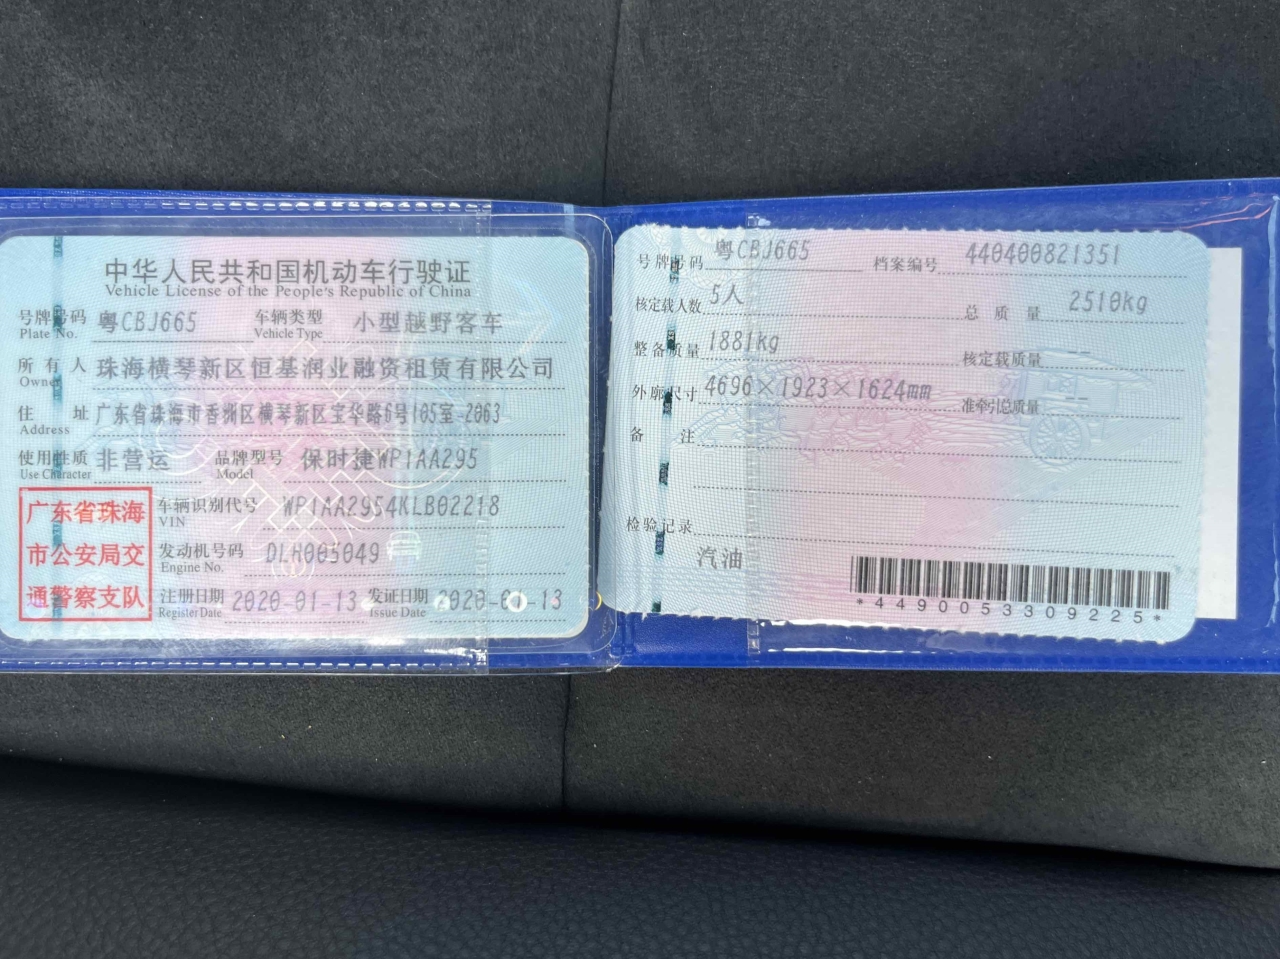 中华人民共和国机动车行驶证
Vehicle License of the People's Republic of China
号牌号码 粤CBJ665 车辆类型 小型越野客车
Plate No. Vehicle Type
所有人 珠海横琴新区恒基润业融资租赁有限公司
Owner
住址 广东省珠海市香洲区横琴新区宝华路6号105室-2063
Address
使用性质 非营运 品牌型号 保时捷WP1AA295
Use Character Model
广东省珠海
市公安局交
通警察支队
车辆识别代号 WP1AA2954KLB02218
VIN
发动机号码 DLH005049
Engine No.
注册日期 2020-01-13 发证日期 2020-01-13
Register Date Issue Date
号牌号码 粤CBJ665 档案编号 440400821351
核定载人数 5人 总质量 2510kg
整备质量 1881kg 核定载质量
外廓尺寸 4696×1923×1624mm 准牵引总质量
备注
检验记录
汽油
*4490053309225*